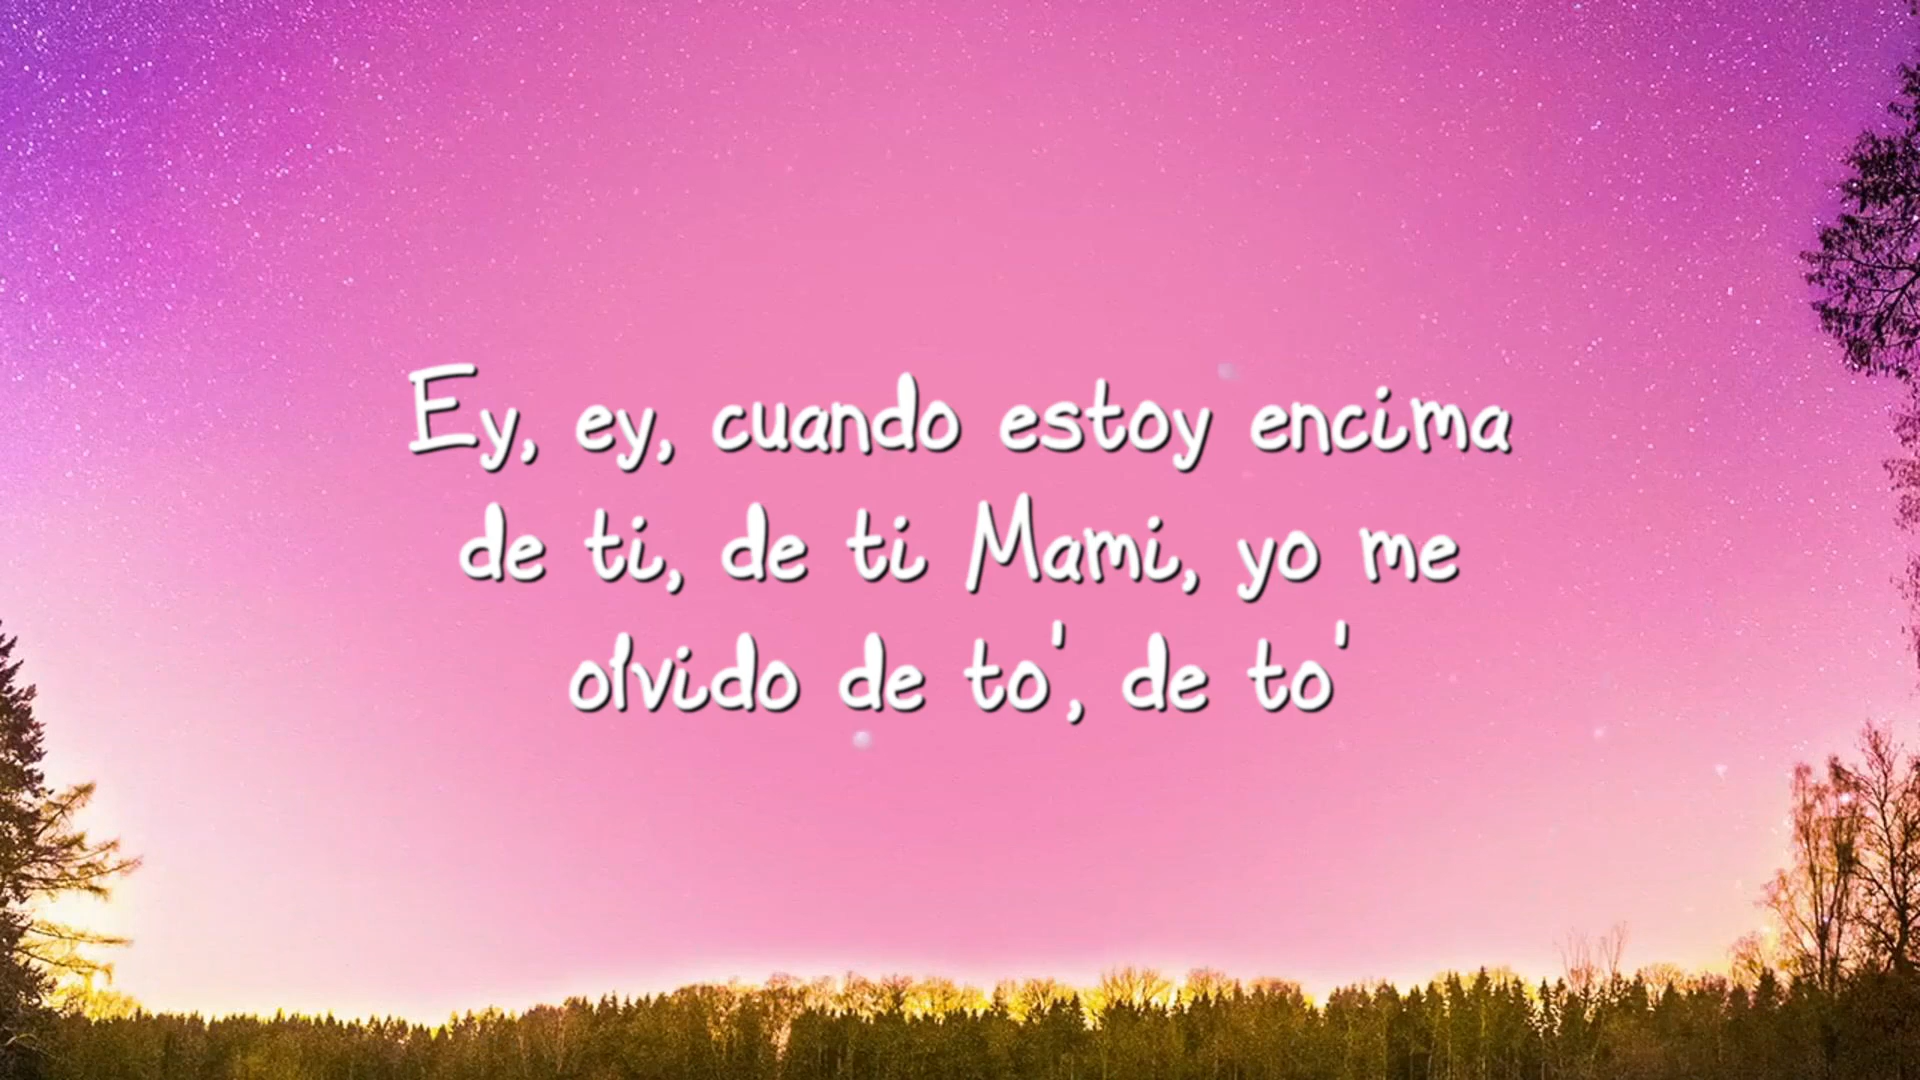 Ey, ey, cuando estoy encima
de ti, de ti Mami, yo me
olvido de to', de to'